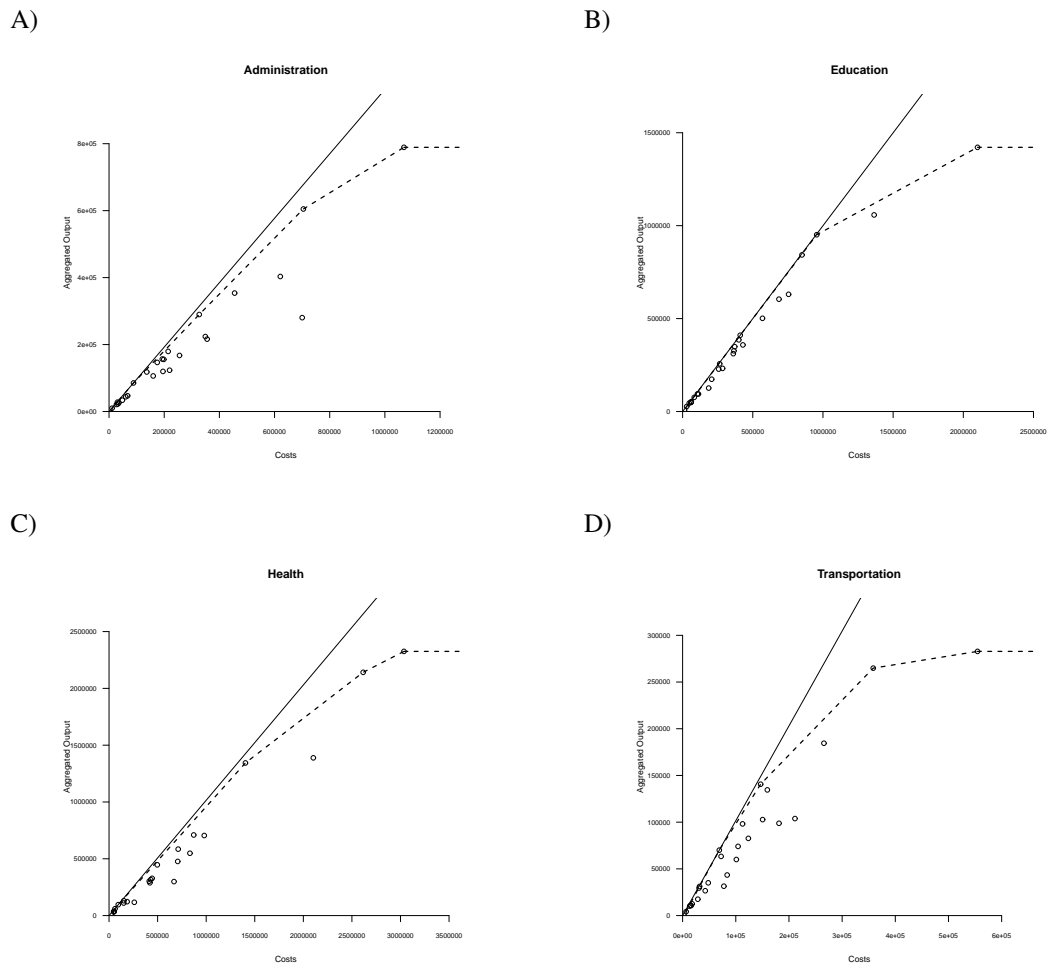 A)
Administration
Aggregated Output
8e+05
6e+05
4e+05
2e+05
0e+00
0 200000 400000 600000 800000 1000000 1200000
Costs
B)
Education
Aggregated Output
1500000
1000000
500000
0
0 500000 1000000 1500000 2000000 2500000
Costs
C)
Health
Aggregated Output
2500000
2000000
1500000
1000000
500000
0
0 500000 1000000 1500000 2000000 2500000 3000000 3500000
Costs
D)
Transportation
Aggregated Output
300000
250000
200000
150000
100000
50000
0
0e+00 1e+05 2e+05 3e+05 4e+05 5e+05 6e+05
Costs